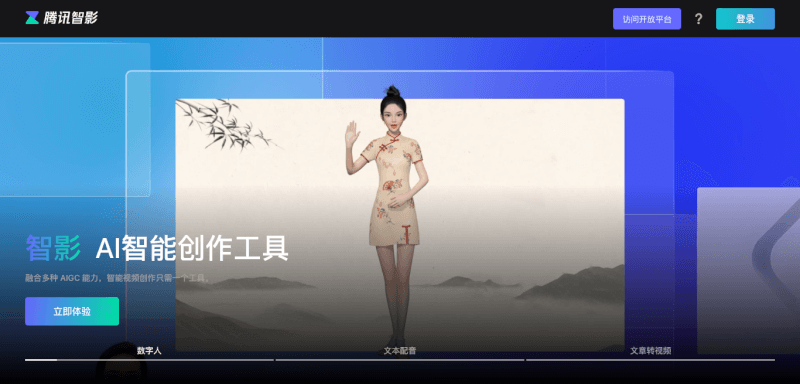 腾讯智影
访问开放平台
?
登录
智影 AI智能创作工具
融合多种 AIGC 能力，智能视频创作只需一个工具。
立即体验
数字人
文本配音
文章转视频